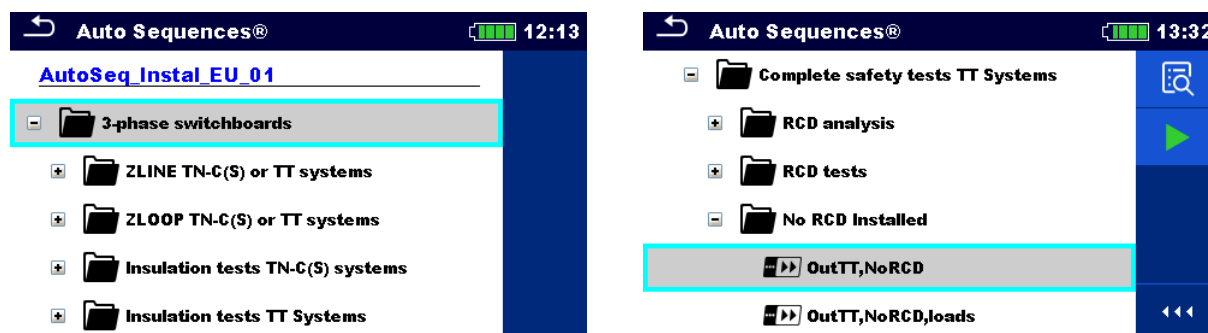 Auto Sequences® 12:13
AutoSeq_Instal_EU_01
3-phase switchboards
ZLINE TN-C(S) or TT systems
ZLOOP TN-C(S) or TT systems
Insulation tests TN-C(S) systems
Insulation tests TT Systems
Auto Sequences® 13:32
Complete safety tests TT Systems
RCD analysis
RCD tests
No RCD Installed
OutTT,NoRCD
OutTT,NoRCD,loads